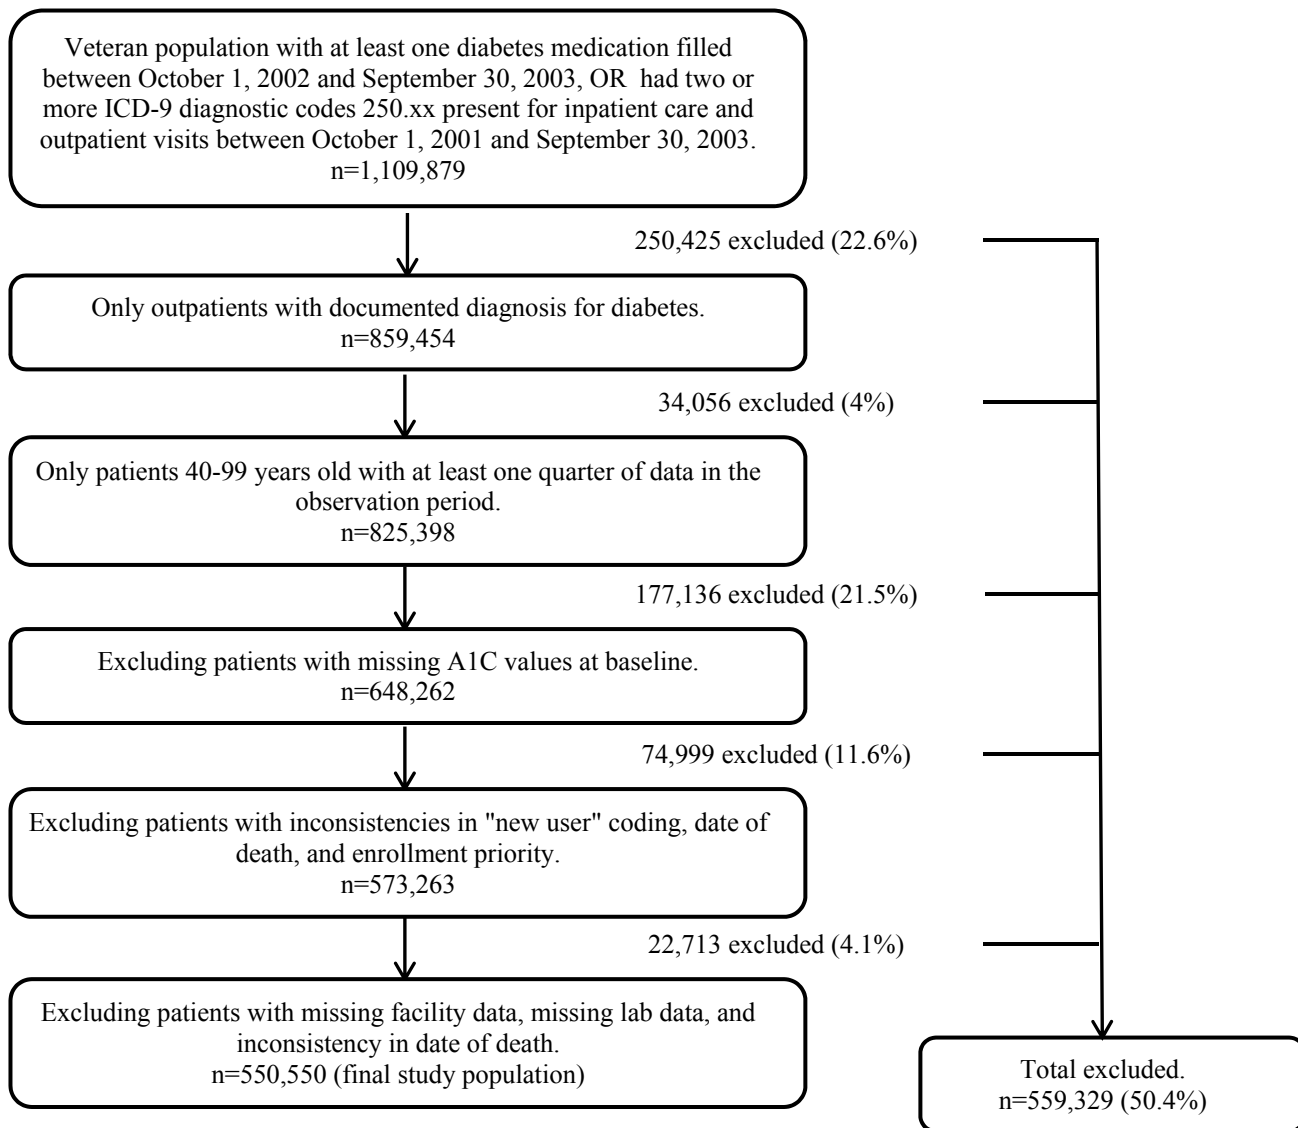 Veteran population with at least one diabetes medication filled
between October 1, 2002 and September 30, 2003, OR had two or
more ICD-9 diagnostic codes 250.xx present for inpatient care and
outpatient visits between October 1, 2001 and September 30, 2003.
n=1,109,879
250,425 excluded (22.6%)
Only outpatients with documented diagnosis for diabetes.
n=859,454
34,056 excluded (4%)
Only patients 40-99 years old with at least one quarter of data in the
observation period.
n=825,398
177,136 excluded (21.5%)
Excluding patients with missing A1C values at baseline.
n=648,262
74,999 excluded (11.6%)
Excluding patients with inconsistencies in "new user" coding, date of
death, and enrollment priority.
n=573,263
22,713 excluded (4.1%)
Excluding patients with missing facility data, missing lab data, and
inconsistency in date of death.
n=550,550 (final study population)
Total excluded.
n=559,329 (50.4%)